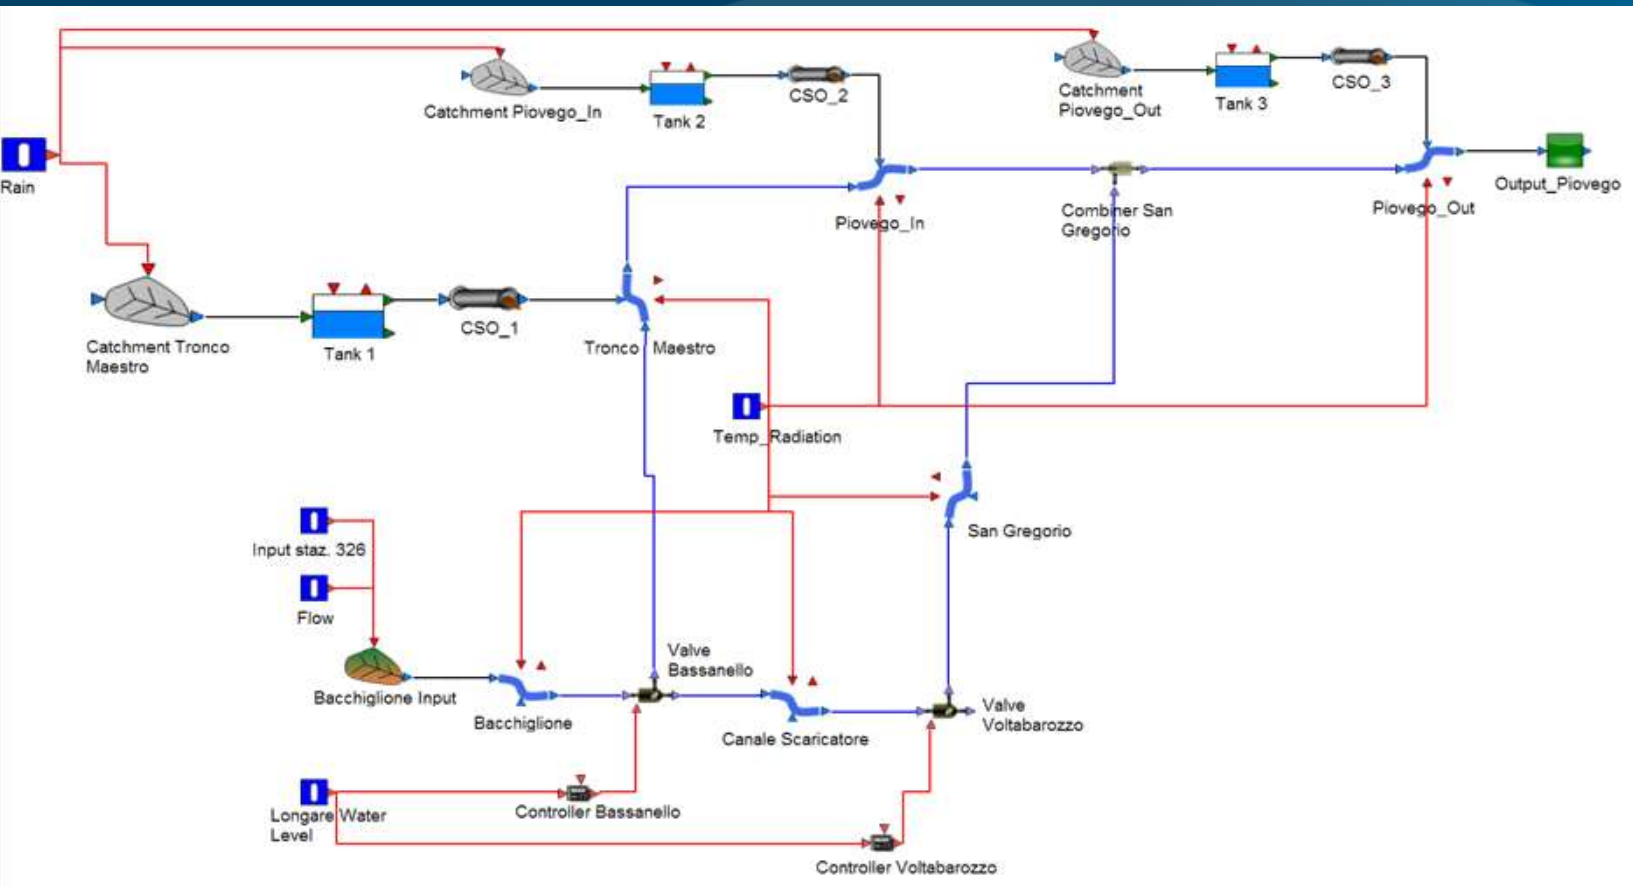 Catchment Piovego_In
Tank 2
CSO_2
Catchment
Piovego_Out
Tank 3
CSO_3
Rain
Output_Piovego
Piovego_In
Combiner San
Gregorio
Piovego_Out
Catchment Tronco
Maestro
Tank 1
CSO_1
Tronco Maestro
Temp_Radiation
Input staz. 326
Flow
San Gregorio
Bacchiglione Input
Bacchiglione
Valve
Bassanello
Canale Scaricatore
Valve
Voltabarozzo
Longare Water
Level
Controller Bassanello
Controller Voltabarozzo